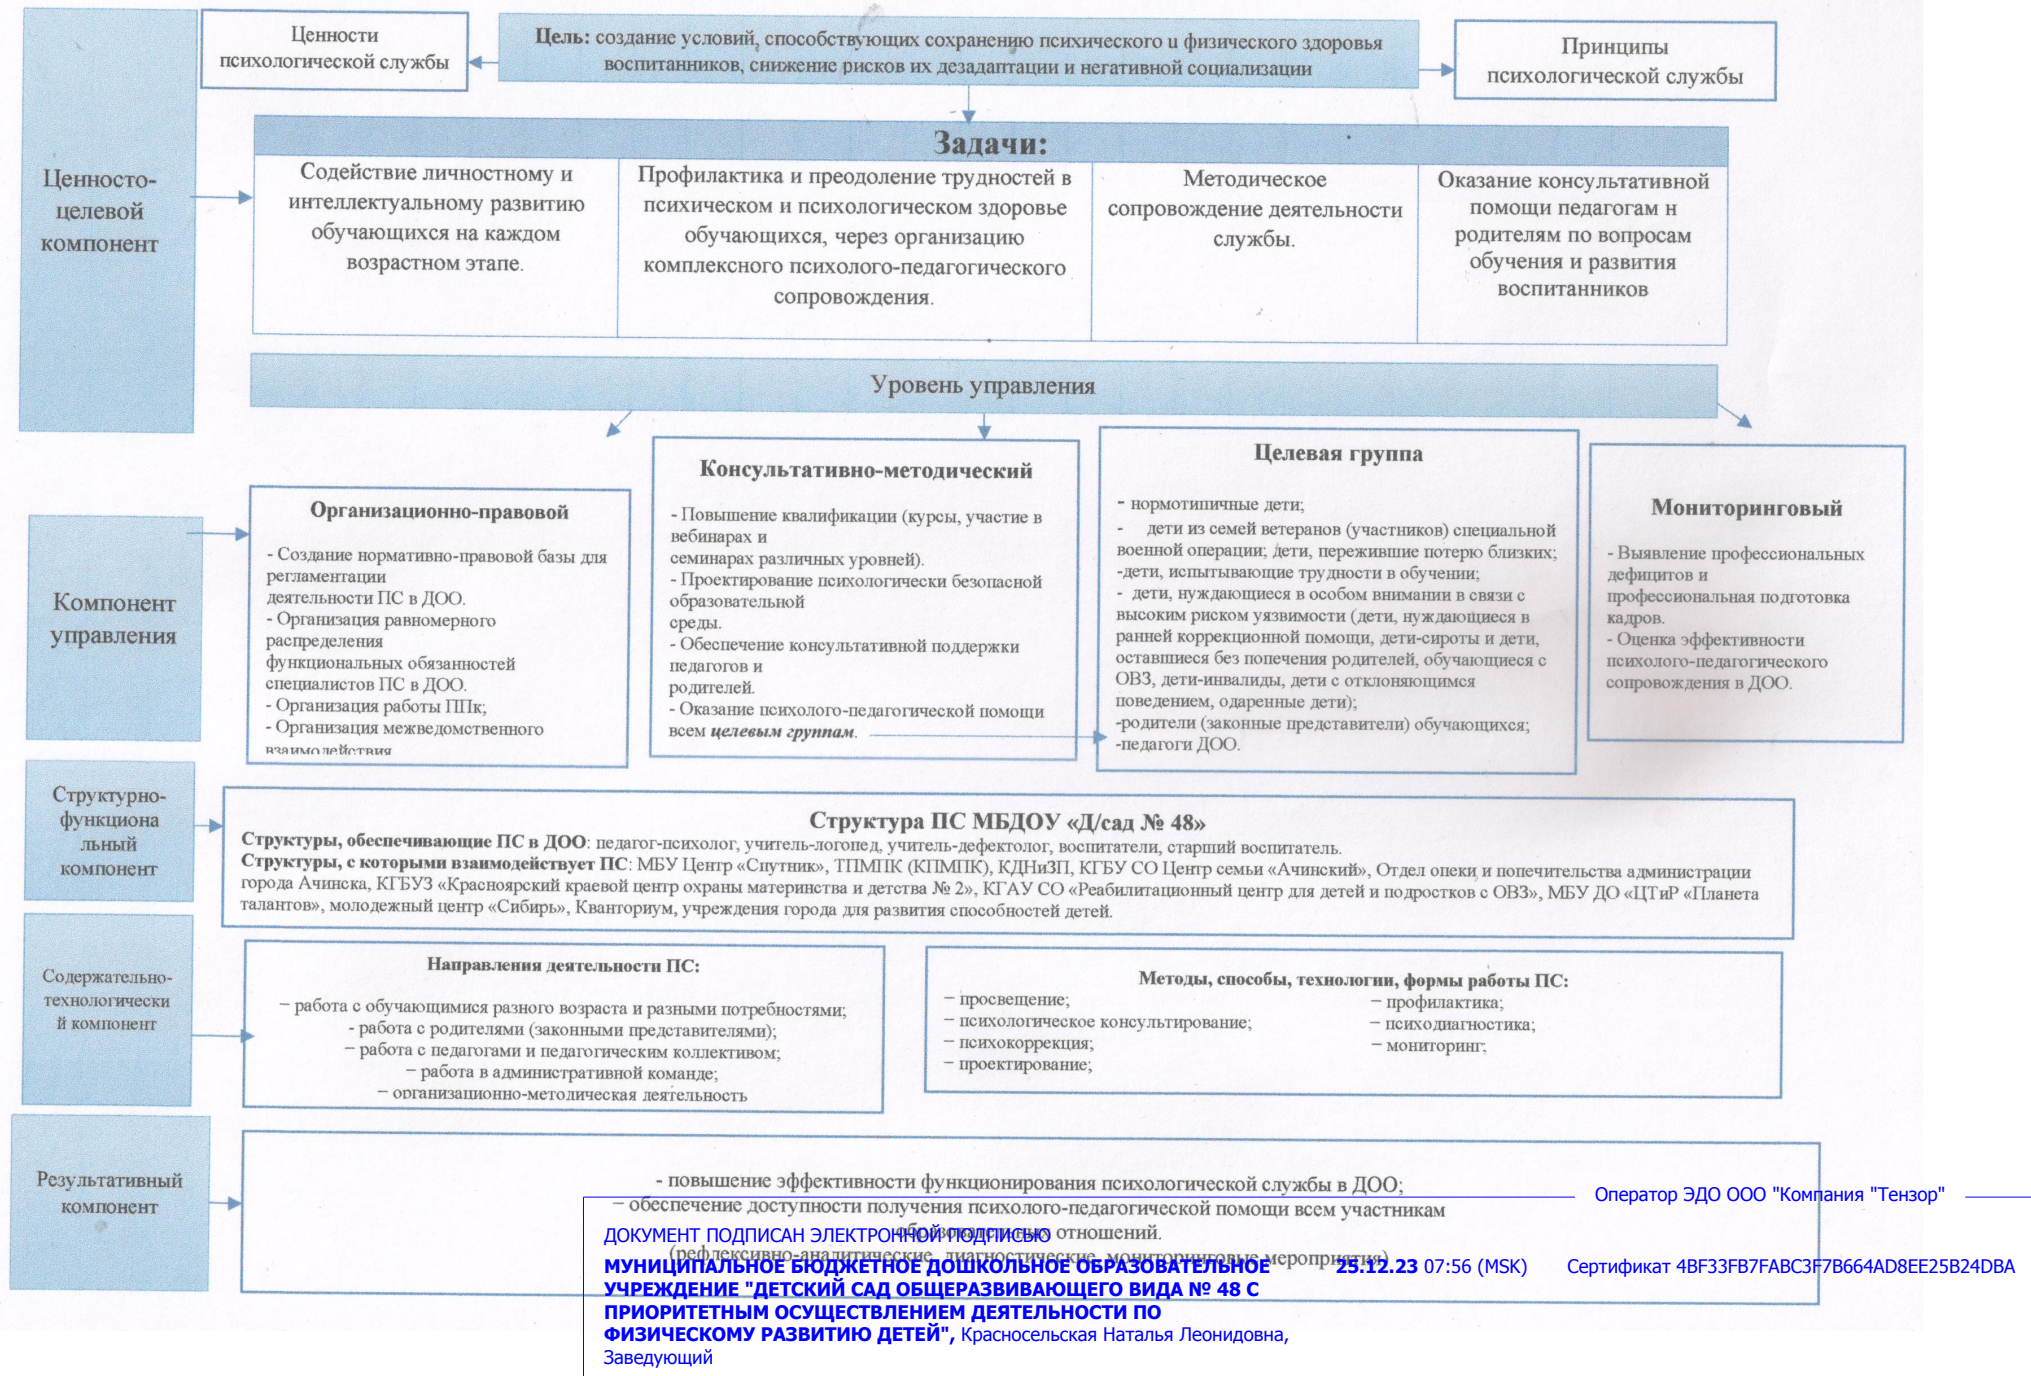 Ценности
психологической службы
Цель: создание условий, способствующих сохранению психического и физического здоровья
воспитанников, снижение рисков их дезадаптации и негативной социализации
Принципы
психологической службы
Ценносто-
целевой
компонент
Задачи:
Содействие личностному и
интеллектуальному развитию
обучающихся на каждом
возрастном этапе.
Профилактика и преодоление трудностей в
психическом и психологическом здоровье
обучающихся, через организацию
комплексного психолого-педагогического
сопровождения.
Методическое
сопровождение деятельности
службы.
Оказание консультативной
помощи педагогам н
родителям по вопросам
обучения и развития
воспитанников
Уровень управления
Компонент
управления
Организационно-правовой
- Создание нормативно-правовой базы для
регламентации
деятельности ПС в ДОО.
- Организация равномерного
распределения
функциональных обязанностей
специалистов ПС в ДОО.
- Организация работы ППк;
- Организация межведомственного
взаимодействия
Консультативно-методический
- Повышение квалификации (курсы, участие в
вебинарах и
семинарах различных уровней).
- Проектирование психологически безопасной
образовательной
среды.
- Обеспечение консультативной поддержки
педагогов и
родителей.
- Оказание психолого-педагогической помощи
всем целевым группам.
Целевая группа
- нормотипичные дети;
- дети из семей ветеранов (участников) специальной
военной операции; дети, пережившие потерю близких;
-дети, испытывающие трудности в обучении;
- дети, нуждающиеся в особом внимании в связи с
высоким риском уязвимости (дети, нуждающиеся в
ранней коррекционной помощи, дети-сироты и дети,
оставшиеся без попечения родителей, обучающиеся с
ОВЗ, дети-инвалиды, дети с отклоняющимся
поведением, одаренные дети);
-родители (законные представители) обучающихся;
-педагоги ДОО.
Мониторинговый
- Выявление профессиональных
дефицитов и
профессиональная подготовка
кадров.
- Оценка эффективности
психолого-педагогического
сопровождения в ДОО.
Структурно-
функциона
льный
компонент
Структура ПС МБДОУ «Д/сад № 48»
Структуры, обеспечивающие ПС в ДОО: педагог-психолог, учитель-логопед, учитель-дефектолог, воспитатели, старший воспитатель.
Структуры, с которыми взаимодействует ПС: МБУ Центр «Спутник», ТПМПК (КПМПК), КДНиЗП, КГБУ СО Центр семьи «Ачинский», Отдел опеки и попечительства администрации
города Ачинска, КГБУЗ «Красноярский краевой центр охраны материнства и детства № 2», КГАУ СО «Реабилитационный центр для детей и подростков с ОВЗ», МБУ ДО «ЦТиР «Планета
талантов», молодежный центр «Сибирь», Кванториум, учреждения города для развития способностей детей.
Содержательно-
технологически
й компонент
Направления деятельности ПС:
– работа с обучающимися разного возраста и разными потребностями;
- работа с родителями (законными представителями);
– работа с педагогами и педагогическим коллективом;
– работа в административной команде;
– организационно-методическая деятельность
Методы, способы, технологии, формы работы ПС:
– просвещение;
– психологическое консультирование;
– психокоррекция;
– проектирование;
– профилактика;
– психодиагностика;
– мониторинг;
Результативный
компонент
- повышение эффективности функционирования психологической службы в ДОО;
– обеспечение доступности получения психолого-педагогической помощи всем участникам
образовательных отношений.
(рефлексивно-аналитические, диагностические, мониторинговые мероприятия)
Оператор ЭДО ООО "Компания "Тензор"
ДОКУМЕНТ ПОДПИСАН ЭЛЕКТРОННОЙ ПОДПИСЬЮ
МУНИЦИПАЛЬНОЕ БЮДЖЕТНОЕ ДОШКОЛЬНОЕ ОБРАЗОВАТЕЛЬНОЕ
УЧРЕЖДЕНИЕ "ДЕТСКИЙ САД ОБЩЕРАЗВИВАЮЩЕГО ВИДА № 48 С
ПРИОРИТЕТНЫМ ОСУЩЕСТВЛЕНИЕМ ДЕЯТЕЛЬНОСТИ ПО
ФИЗИЧЕСКОМУ РАЗВИТИЮ ДЕТЕЙ", Красносельская Наталья Леонидовна,
Заведующий
25.12.23 07:56 (MSK)
Сертификат 4BF33FB7FABC3F7B664AD8EE25B24DBA